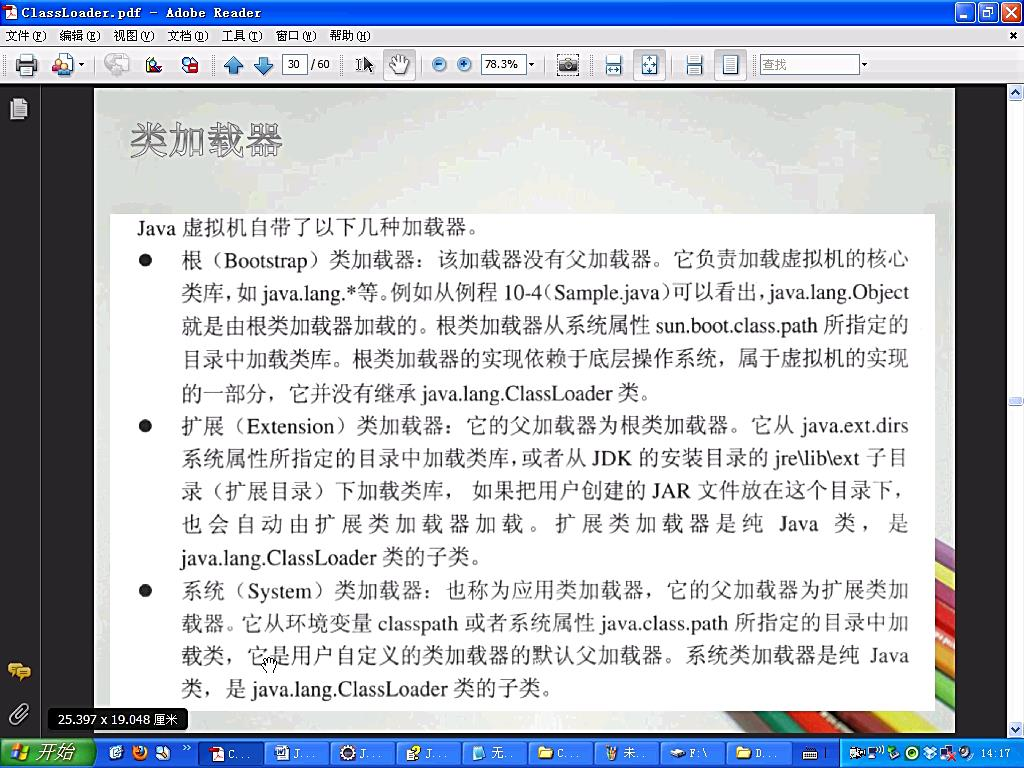 ClassLoader.pdf - Adobe Reader
文件(F) 编辑(E) 视图(V) 文档(D) 工具(T) 窗口(W) 帮助(H)
30 / 60 78.3% 查找
类加载器
Java 虚拟机自带了以下几种加载器。
● 根（Bootstrap）类加载器：该加载器没有父加载器。它负责加载虚拟机的核心
类库，如 java.lang.*等。例如从例程 10-4（Sample.java）可以看出，java.lang.Object
就是由根类加载器加载的。根类加载器从系统属性 sun.boot.class.path 所指定的
目录中加载类库。根类加载器的实现依赖于底层操作系统，属于虚拟机的实现
的一部分，它并没有继承 java.lang.ClassLoader 类。
● 扩展（Extension）类加载器：它的父加载器为根类加载器。它从 java.ext.dirs
系统属性所指定的目录中加载类库，或者从 JDK 的安装目录的 jre\lib\ext 子目
录（扩展目录）下加载类库， 如果把用户创建的 JAR 文件放在这个目录下，
也会自动由扩展类加载器加载。扩展类加载器是纯 Java 类，是
java.lang.ClassLoader 类的子类。
● 系统（System）类加载器：也称为应用类加载器，它的父加载器为扩展类加
载器。它从环境变量 classpath 或者系统属性 java.class.path 所指定的目录中加
载类，它是用户自定义的类加载器的默认父加载器。系统类加载器是纯 Java
类，是 java.lang.ClassLoader 类的子类。
25.397 x 19.048 厘米
开始 C... J... J... J... 无... C... 未... F:\ D... 14:17